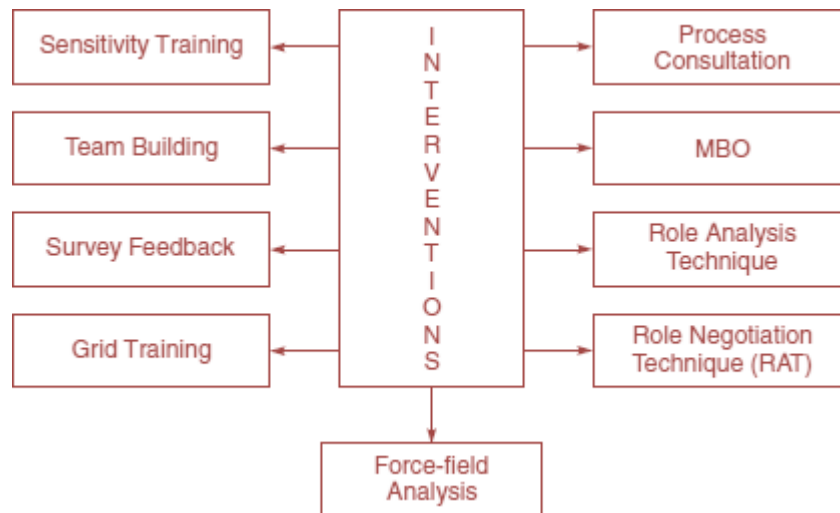 Sensitivity Training
Team Building
Survey Feedback
Grid Training
INTERVENTIONS
Process
Consultation
MBO
Role Analysis
Technique
Role Negotiation
Technique (RAT)
Force-field
Analysis